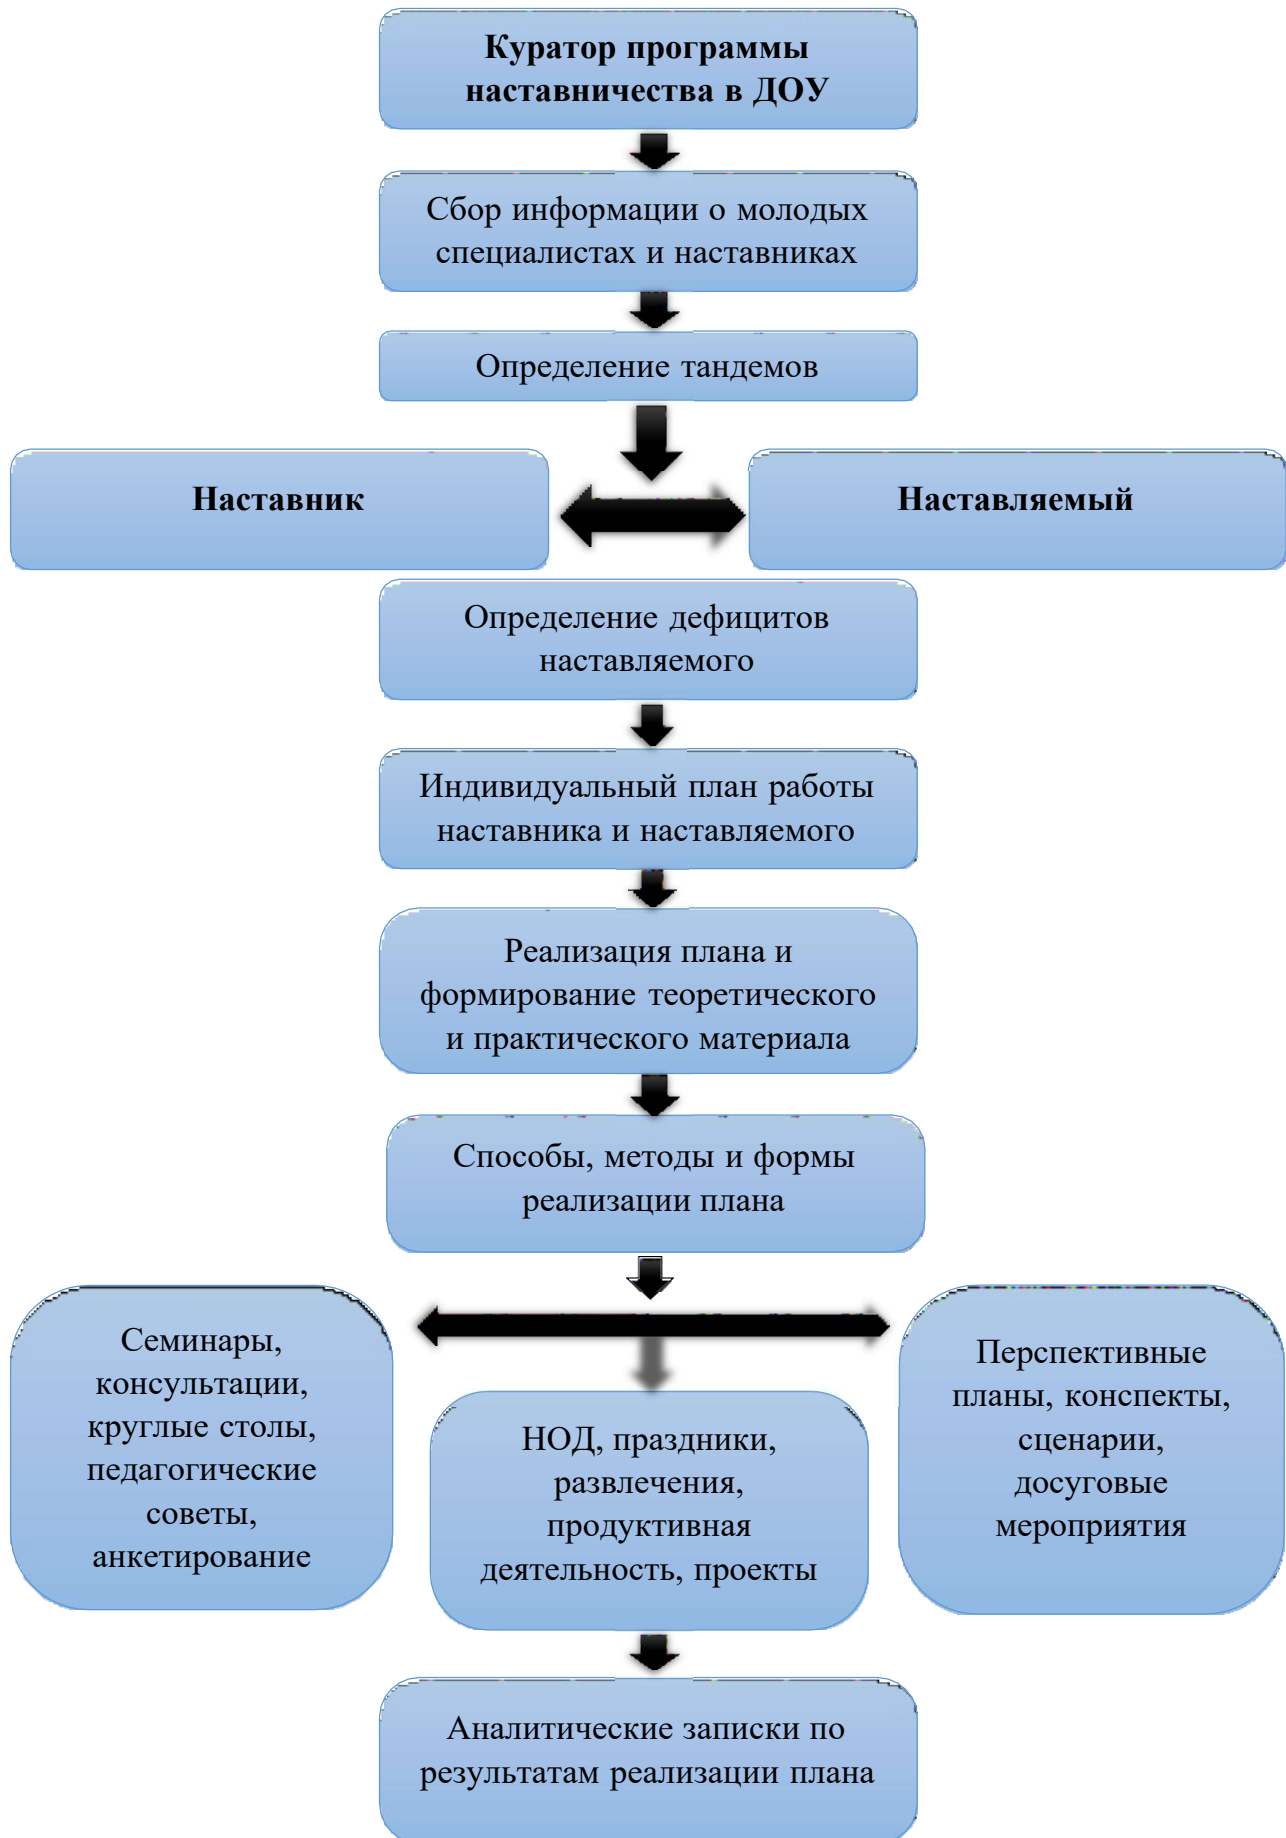 Куратор программы
наставничества в ДОУ
Сбор информации о молодых
специалистах и наставниках
Определение тандемов
Наставник
Наставляемый
Определение дефицитов
наставляемого
Индивидуальный план работы
наставника и наставляемого
Реализация плана и
формирование теоретического
и практического материала
Способы, методы и формы
реализации плана
Семинары,
консультации,
круглые столы,
педагогические
советы,
анкетирование
НОД, праздники,
развлечения,
продуктивная
деятельность, проекты
Перспективные
планы, конспекты,
сценарии,
досуговые
мероприятия
Аналитические записки по
результатам реализации плана